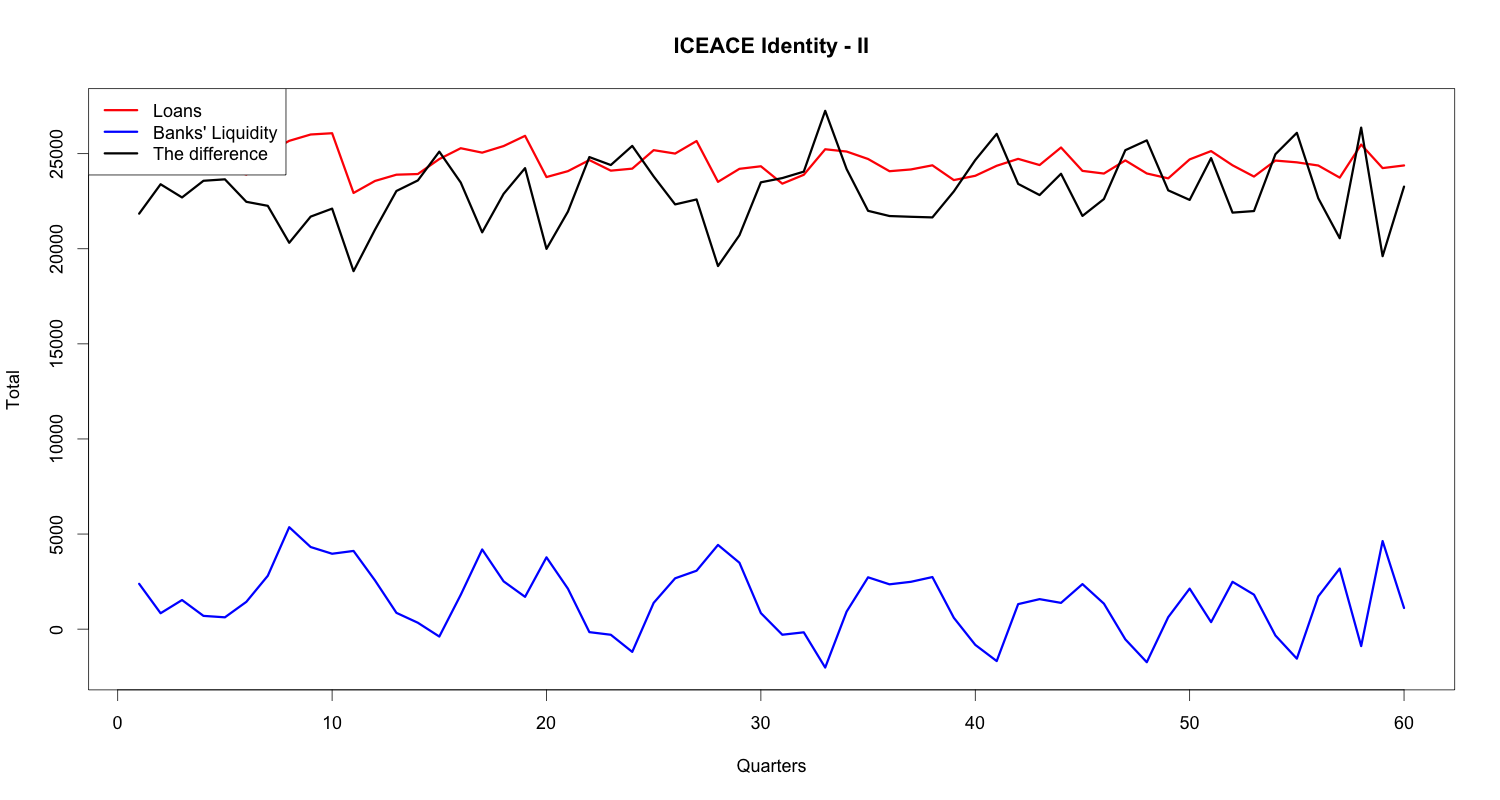 ICEACE Identity - II
Loans
Banks' Liquidity
The difference
25000
20000
15000
10000
5000
0
Total
0 10 20 30 40 50 60
Quarters